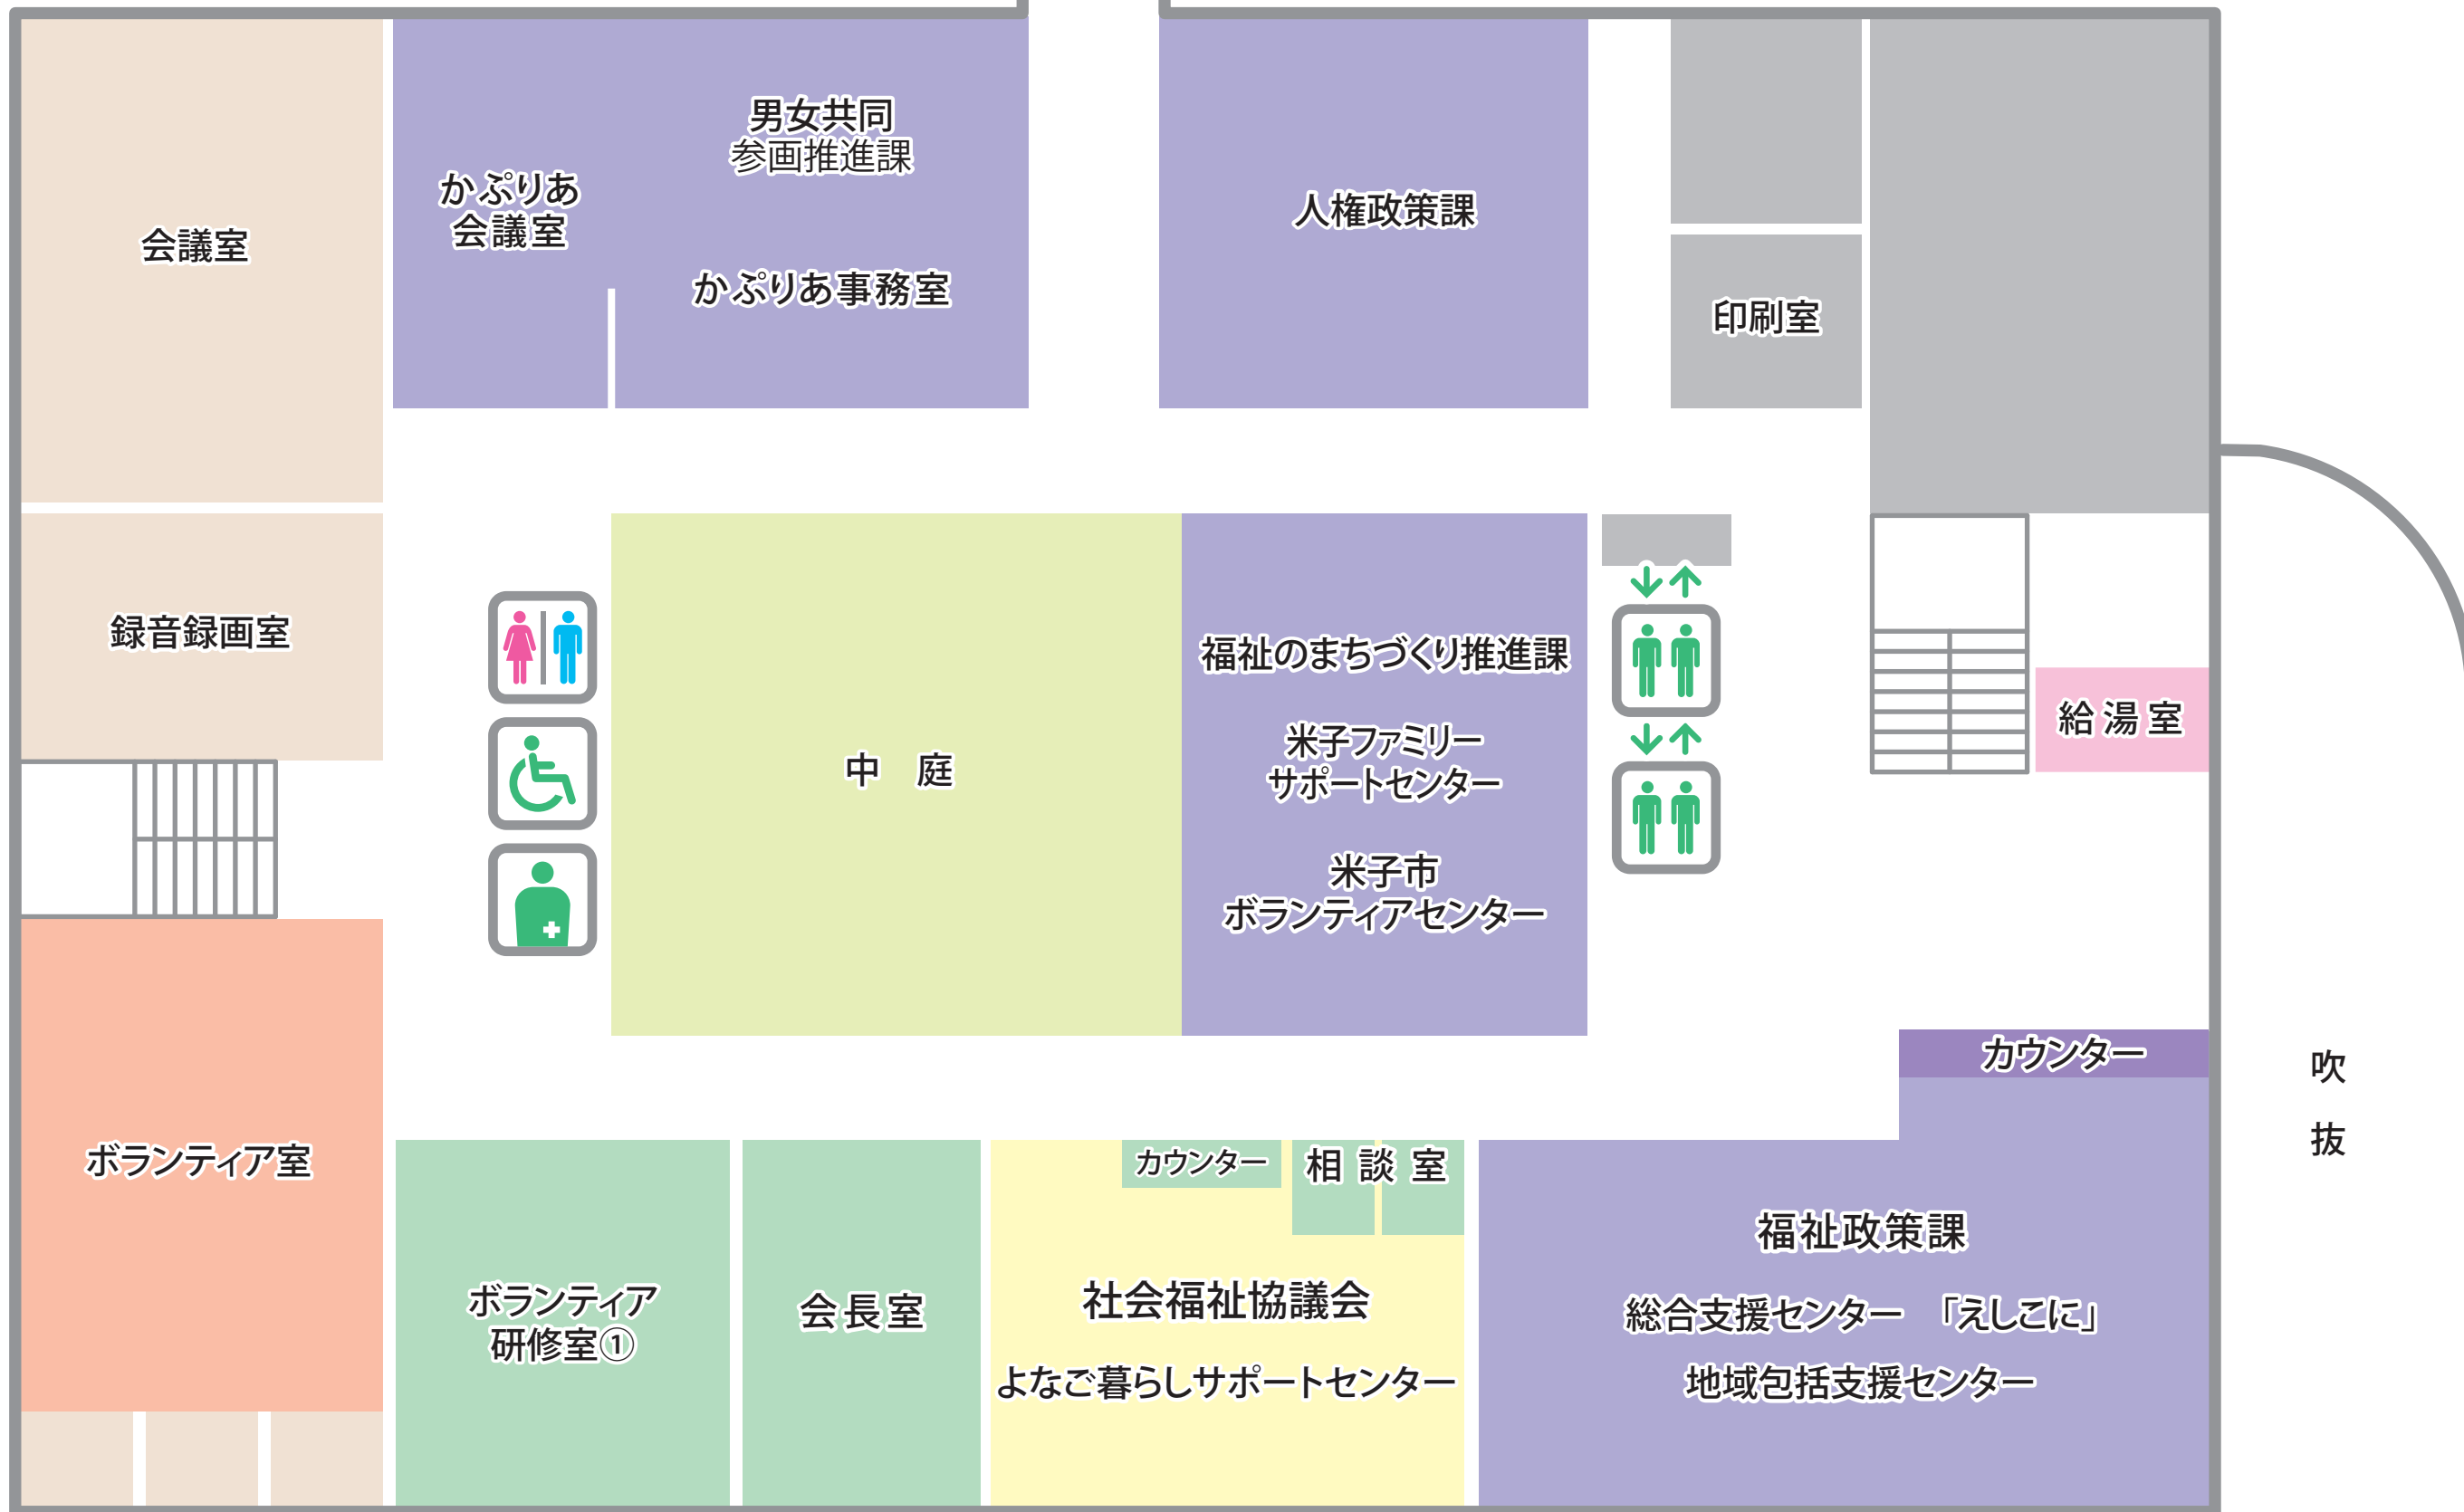 会議室
かぷりあ
会議室
男女共同
参画推進課
かぷりあ事務室
人権政策課
印刷室
録音録画室
中　庭
福祉のまちづくり推進課
米子ファミリー
サポートセンター
米子市
ボランティアセンター
給湯室
カウンター
吹抜
ボランティア室
ボランティア
研修室①
会長室
カウンター
相談室
社会福祉協議会
よなご暮らしサポートセンター
福祉政策課
総合支援センター　「えしこに」
地域包括支援センター